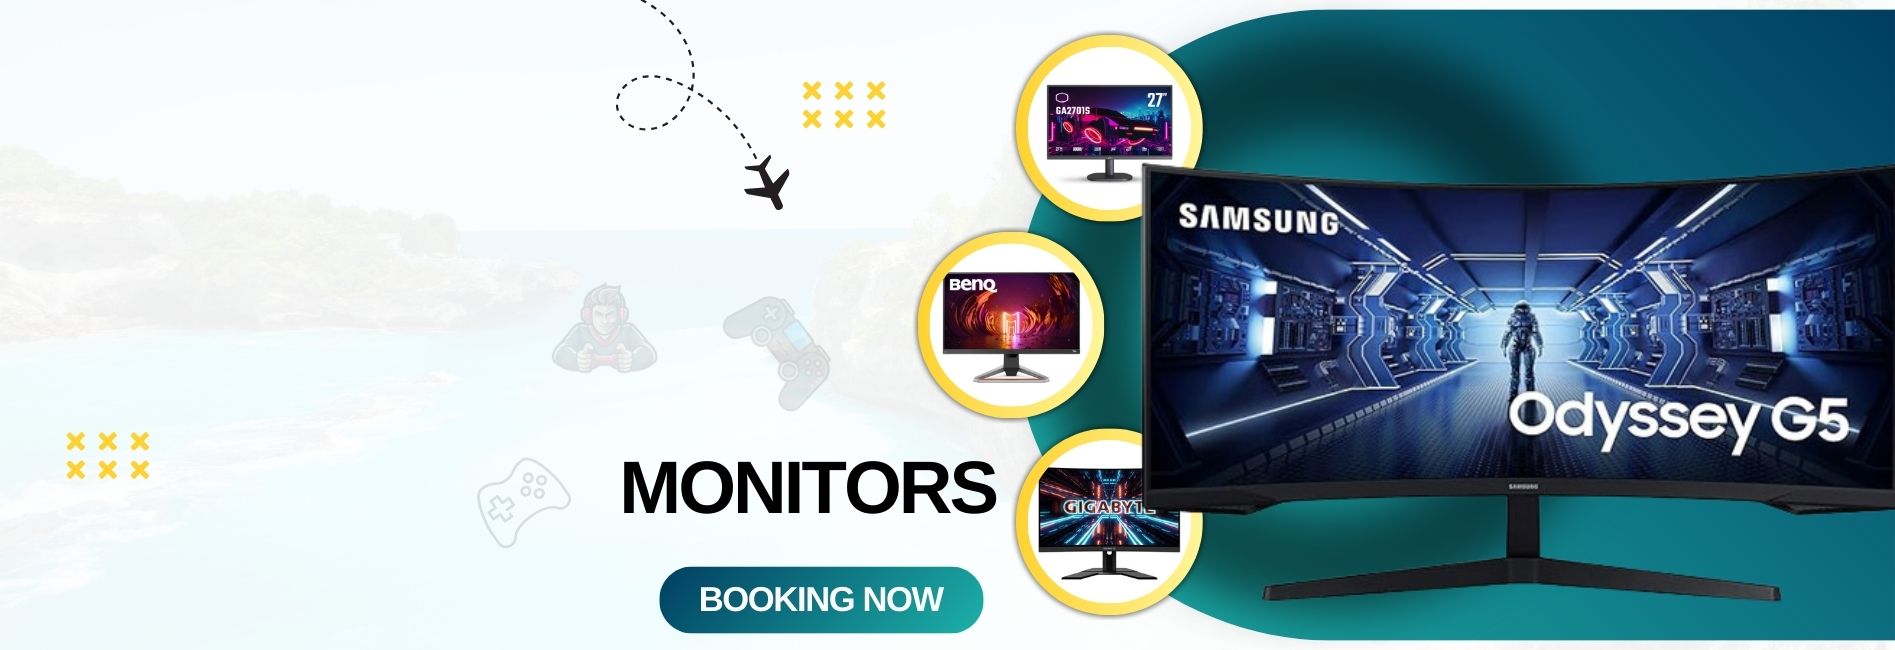 GA2701S
27"
SAMSUNG
BenQ
Odyssey G5
MONITORS
GIGABYTE
SAMSUNG
BOOKING NOW